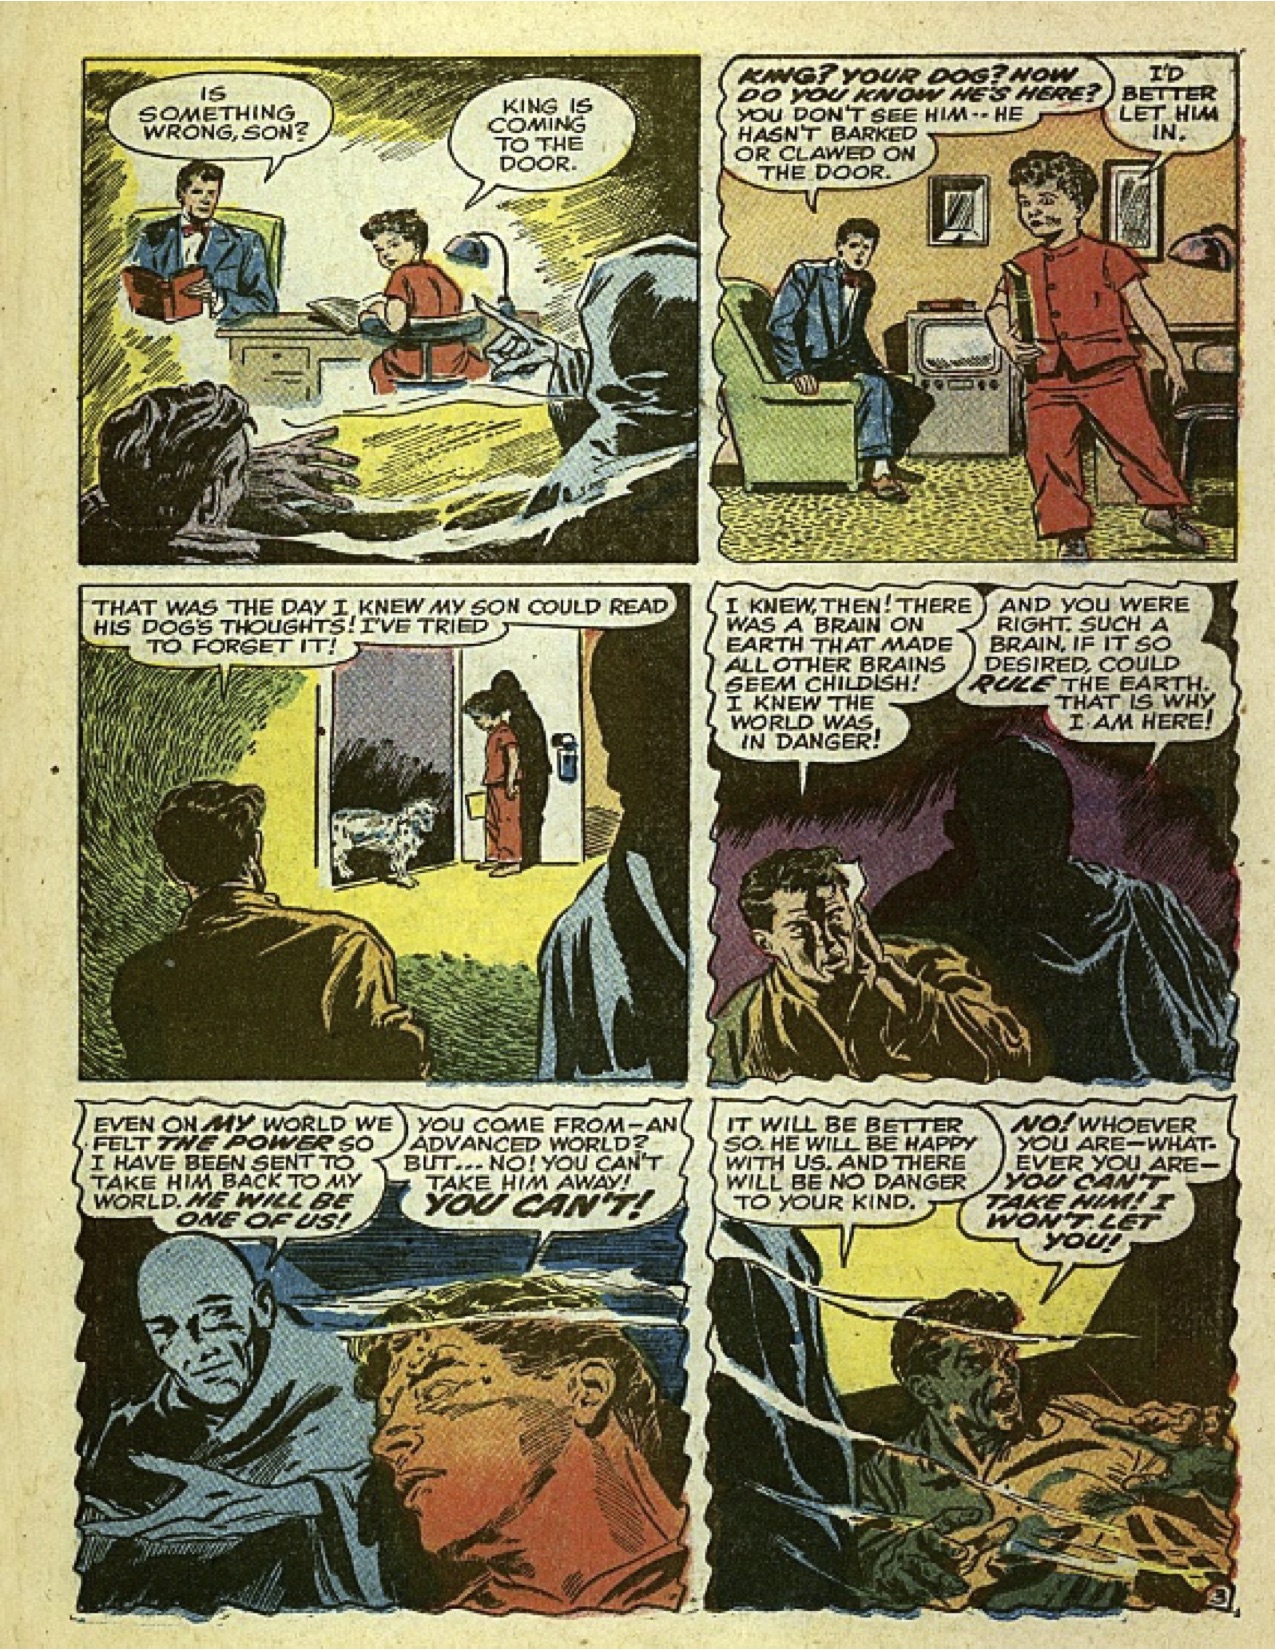 IS
SOMETHING
WRONG, SON?
KING IS
COMING
TO THE
DOOR.
KING? YOUR DOG? HOW
DO YOU KNOW HE'S HERE?
YOU DON'T SEE HIM--HE
HASN'T BARKED
OR CLAWED ON
THE DOOR.
I'D
BETTER
LET HIM
IN.
THAT WAS THE DAY I KNEW MY SON COULD READ
HIS DOG'S THOUGHTS! I'VE TRIED
TO FORGET IT!
I KNEW, THEN! THERE
WAS A BRAIN ON
EARTH THAT MADE
ALL OTHER BRAINS
SEEM CHILDISH!
I KNEW THE
WORLD WAS
IN DANGER!
AND YOU WERE
RIGHT. SUCH A
BRAIN, IF IT SO
DESIRED, COULD
RULE THE EARTH.
THAT IS WHY
I AM HERE!
EVEN ON MY WORLD WE
FELT THE POWER SO
I HAVE BEEN SENT TO
TAKE HIM BACK TO MY
WORLD. HE WILL BE
ONE OF US!
YOU COME FROM—AN
ADVANCED WORLD?
BUT... NO! YOU CAN'T
TAKE HIM AWAY!
YOU CAN'T!
IT WILL BE BETTER
SO. HE WILL BE HAPPY
WITH US. AND THERE
WILL BE NO DANGER
TO YOUR KIND.
NO! WHOEVER
YOU ARE—WHAT-
EVER YOU ARE—
YOU CAN'T
TAKE HIM! I
WON'T LET
YOU!
3